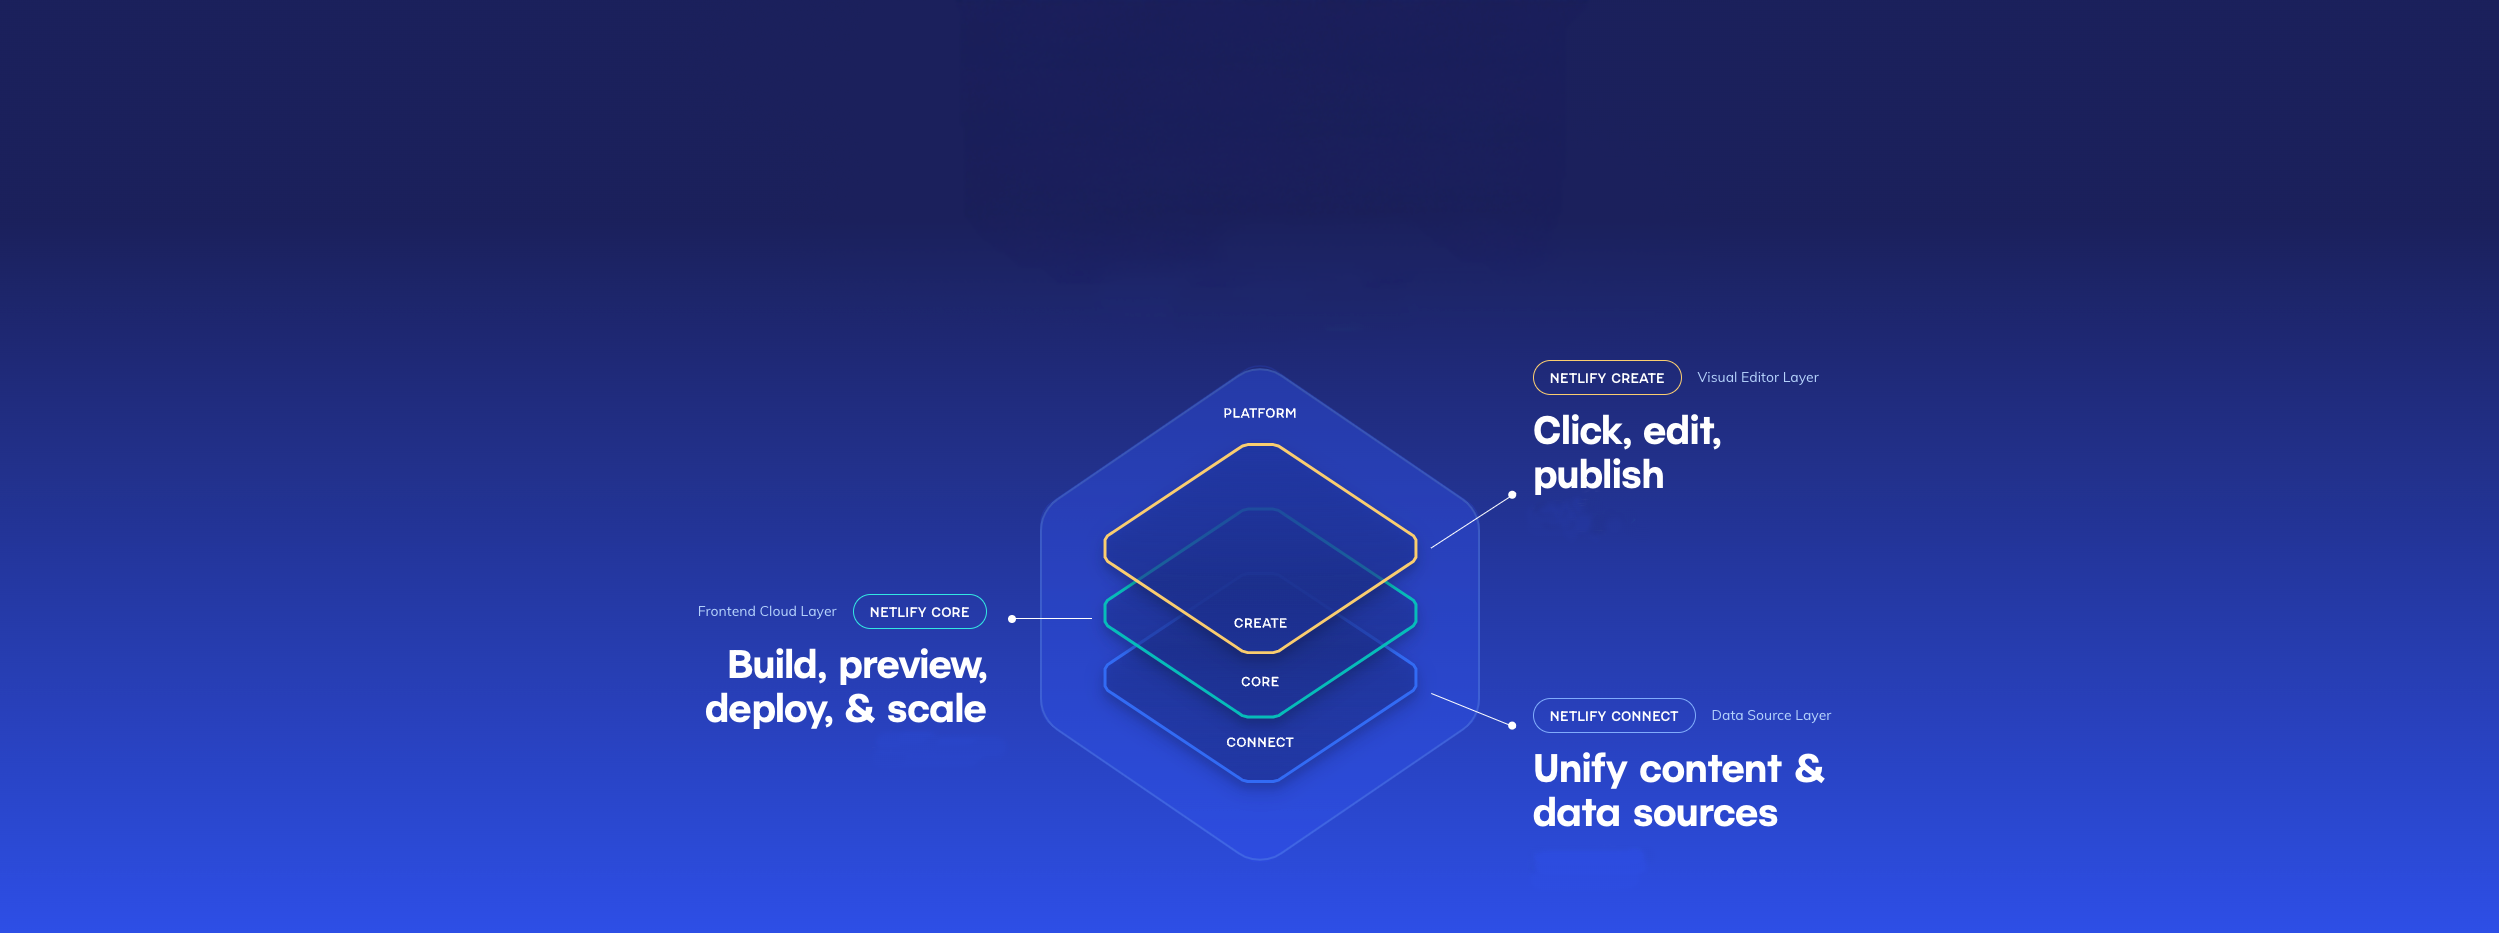 PLATFORM
CREATE
CORE
CONNECT
NETLIFY CREATE
Visual Editor Layer
Click, edit,
publish
Frontend Cloud Layer
NETLIFY CORE
Build, preview,
deploy, & scale
NETLIFY CONNECT
Data Source Layer
Unify content &
data sources